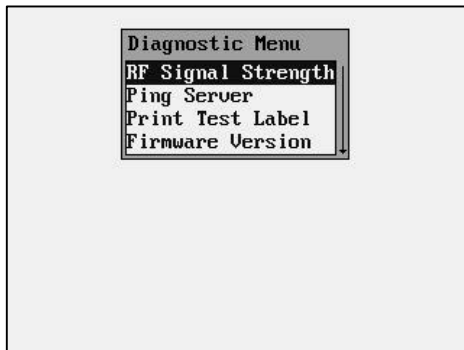 Diagnostic Menu
RF Signal Strength
Ping Server
Print Test Label
Firmware Version